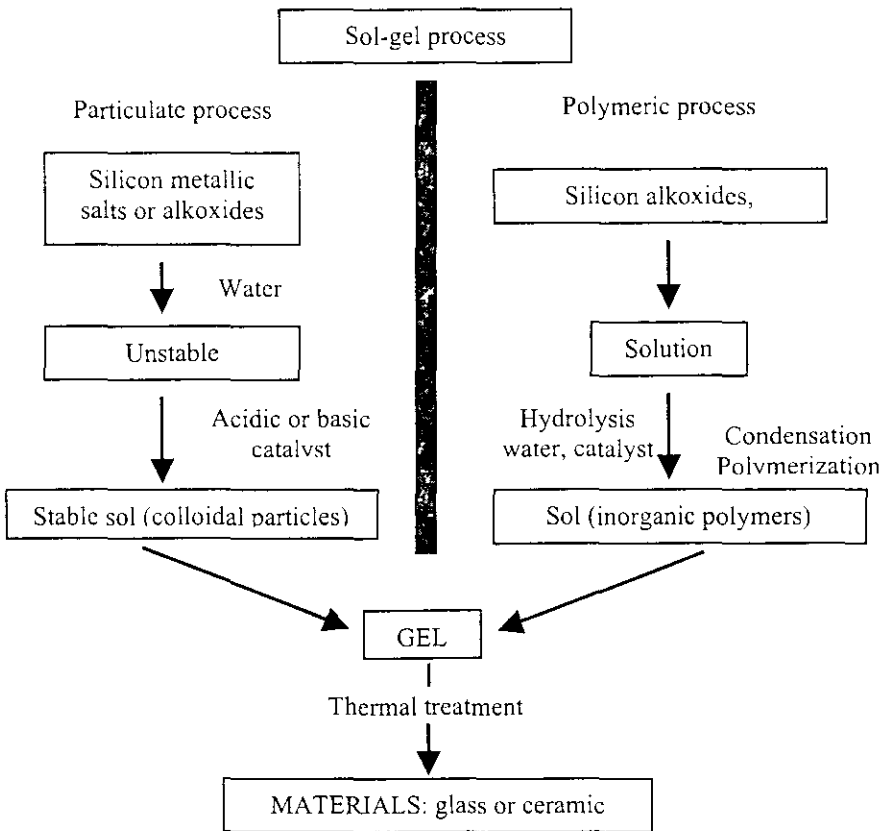 Sol-gel process
Particulate process
Silicon metallic
salts or alkoxides
Water
Unstable
Acidic or basic
catalyst
Stable sol (colloidal particles)
Polymeric process
Silicon alkoxides,
Solution
Hydrolysis
water, catalyst
Condensation
Polymerization
Sol (inorganic polymers)
GEL
Thermal treatment
MATERIALS: glass or ceramic